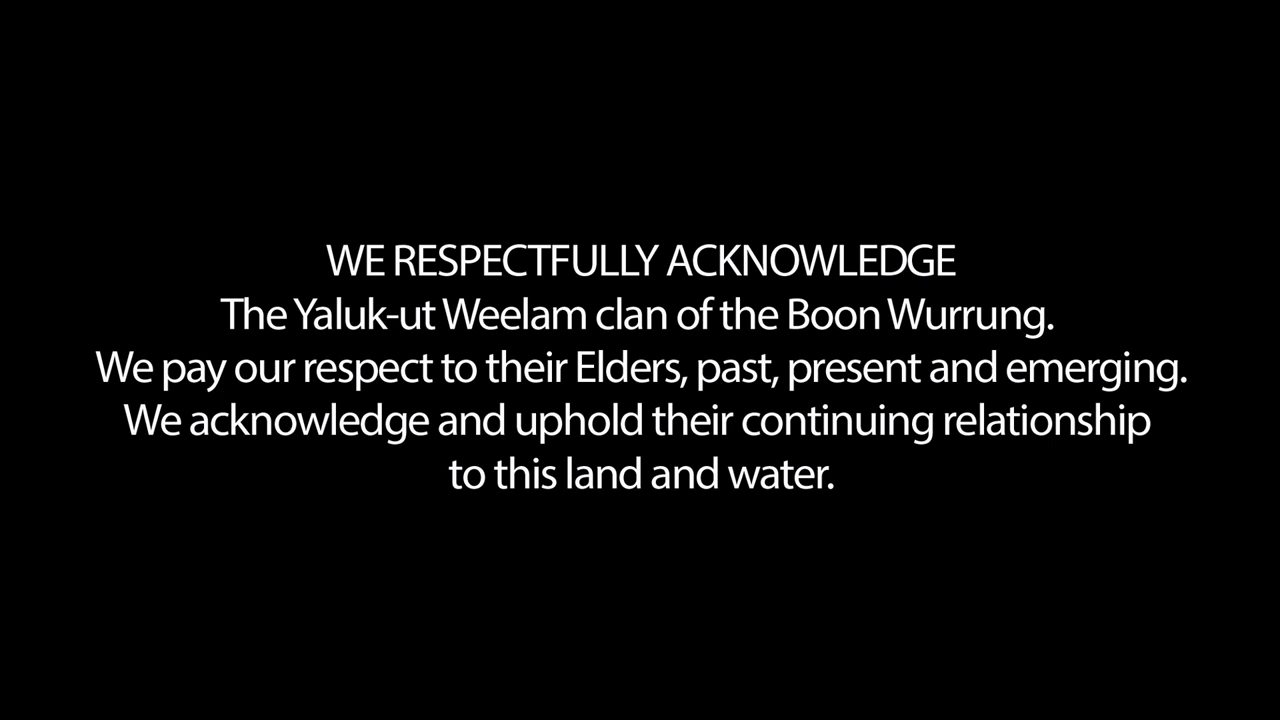 WE RESPECTFULLY ACKNOWLEDGE
The Yaluk-ut Weelam clan of the Boon Wurrung.
We pay our respect to their Elders, past, present and emerging.
We acknowledge and uphold their continuing relationship
to this land and water.